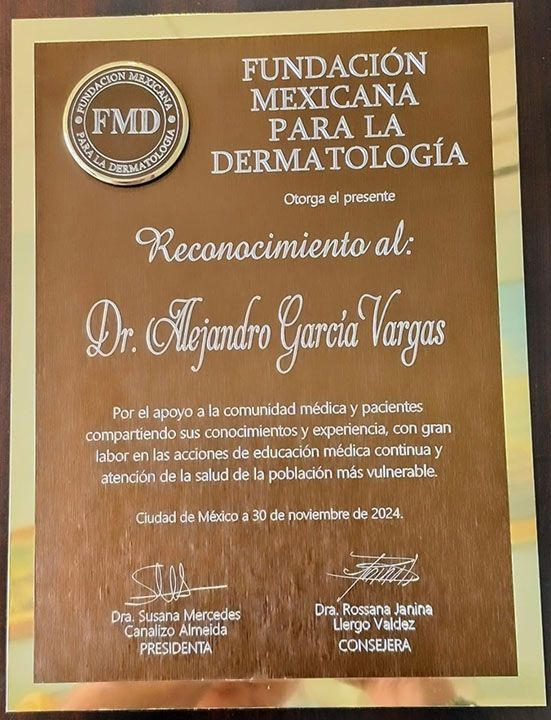 FUNDACIÓN MEXICANA
PARA LA DERMATOLOGÍA
FMD
FUNDACIÓN
MEXICANA
PARA LA
DERMATOLOGÍA
Otorga el presente
Reconocimiento al:
Dr. Alejandro García Vargas
Por el apoyo a la comunidad médica y pacientes
compartiendo sus conocimientos y experiencia, con gran
labor en las acciones de educación médica continua y
atención de la salud de la población más vulnerable.
Ciudad de México a 30 de noviembre de 2024.
Dra. Susana Mercedes
Canalizo Almeida
PRESIDENTA
Dra. Rossana Janina
Llergo Valdez
CONSEJERA